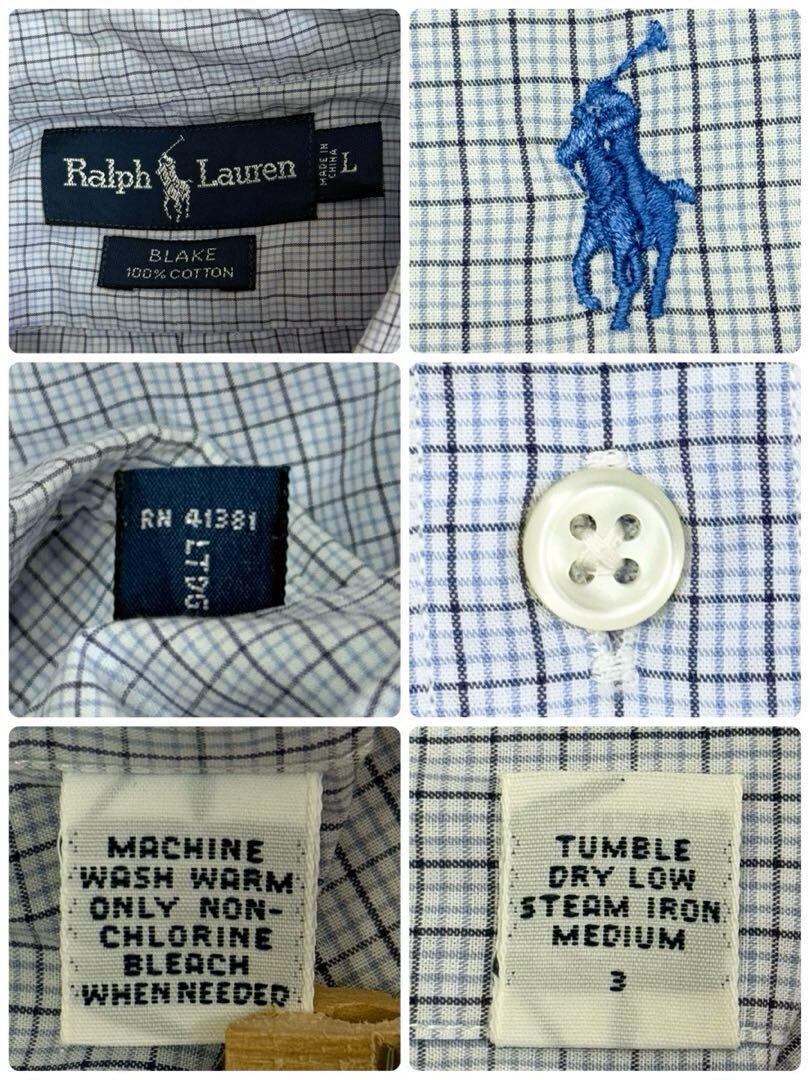 Ralph Lauren
MADE IN
CHINA
L
BLAKE
100% COTTON
RN 41381
MACHINE
WASH WARM
ONLY NON-
CHLORINE
BLEACH
WHEN NEEDED
TUMBLE
DRY LOW
STEAM IRON
MEDIUM
3